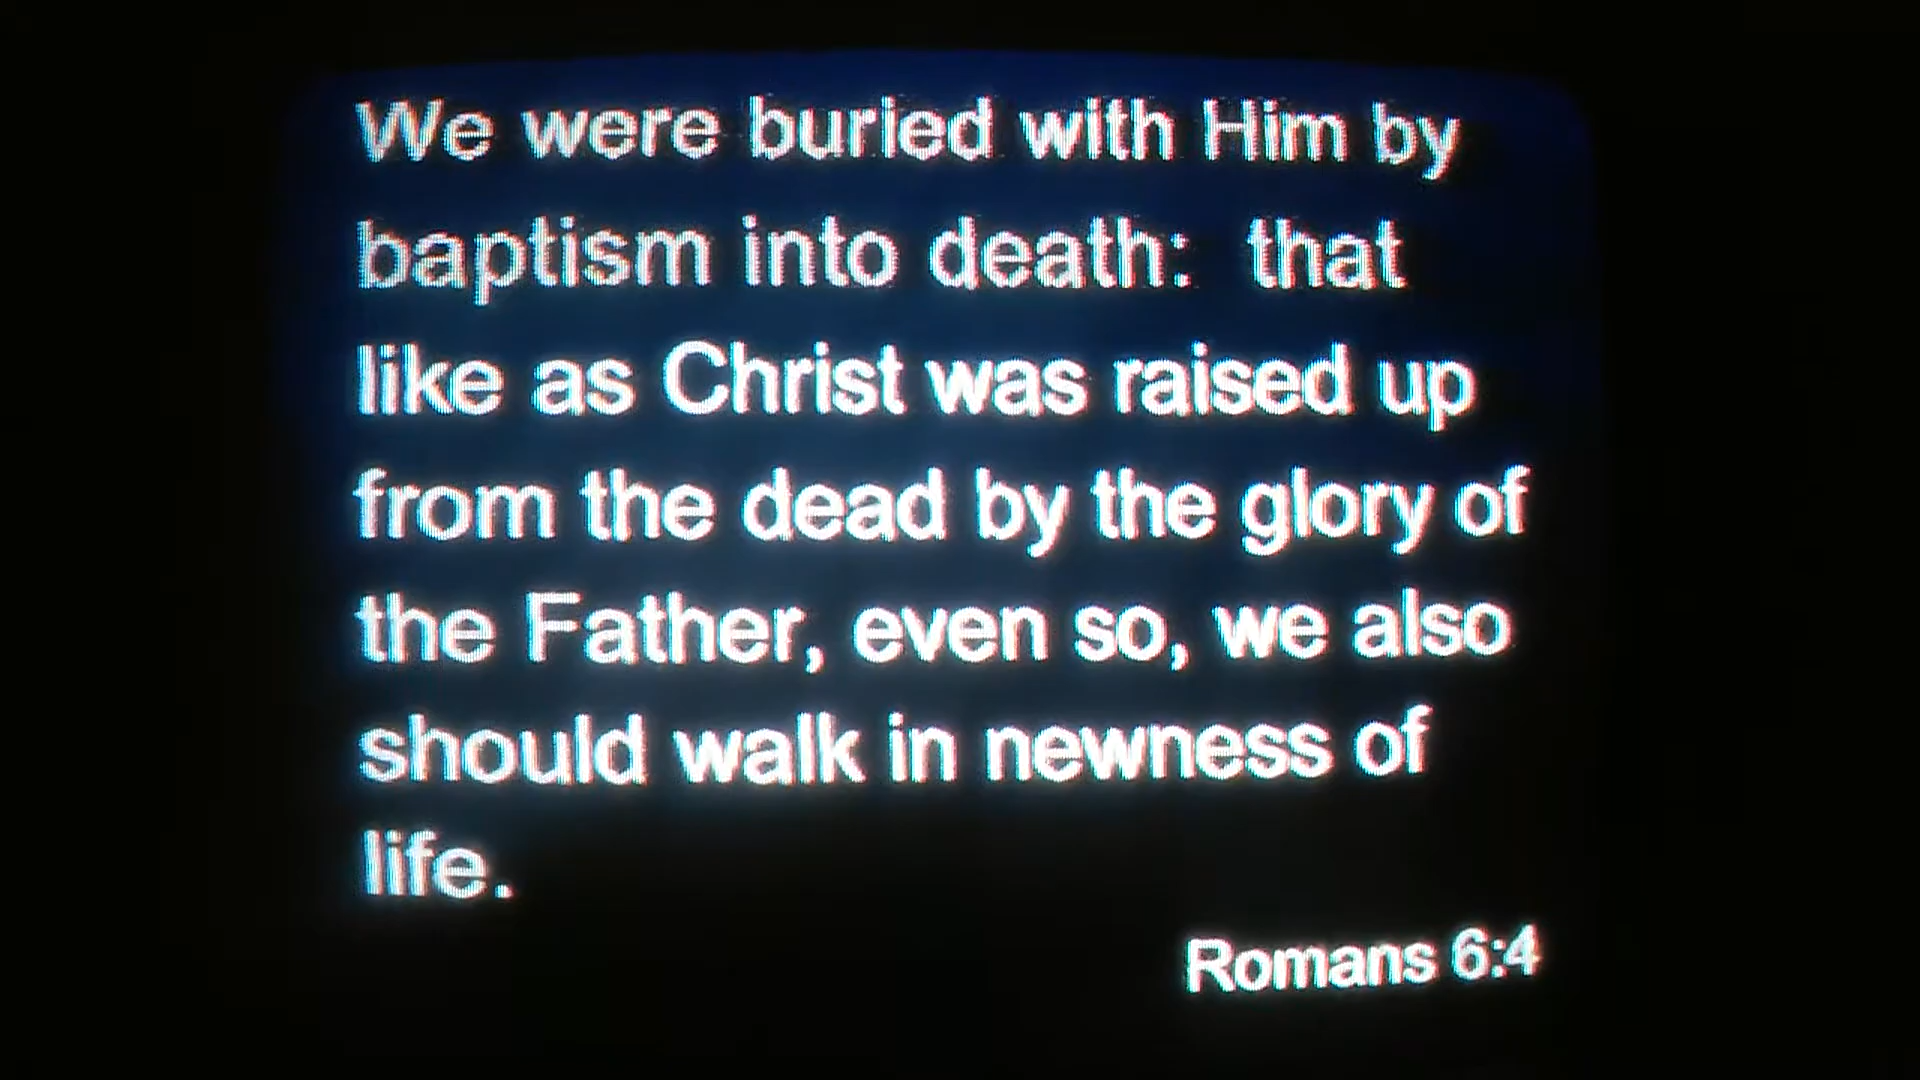 We were buried with Him by
baptism into death:  that
like as Christ was raised up
from the dead by the glory of
the Father, even so, we also
should walk in newness of
life.
Romans 6:4